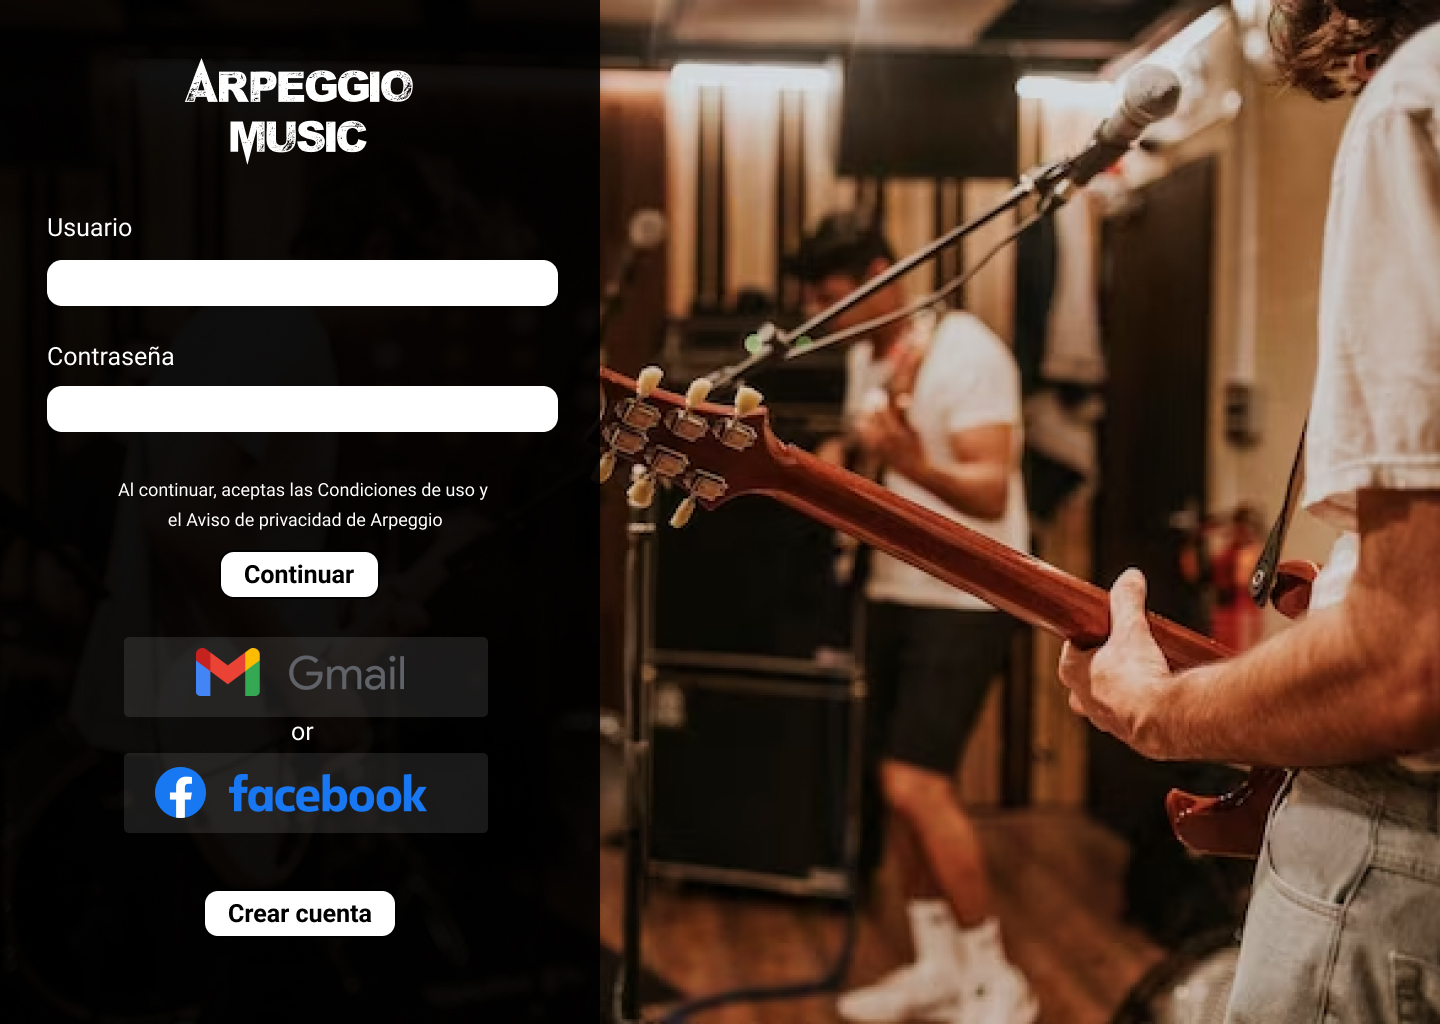 ARPEGGIO
MUSIC
Usuario
Contraseña
Al continuar, aceptas las Condiciones de uso y
el Aviso de privacidad de Arpeggio
Continuar
Gmail
or
facebook
Crear cuenta